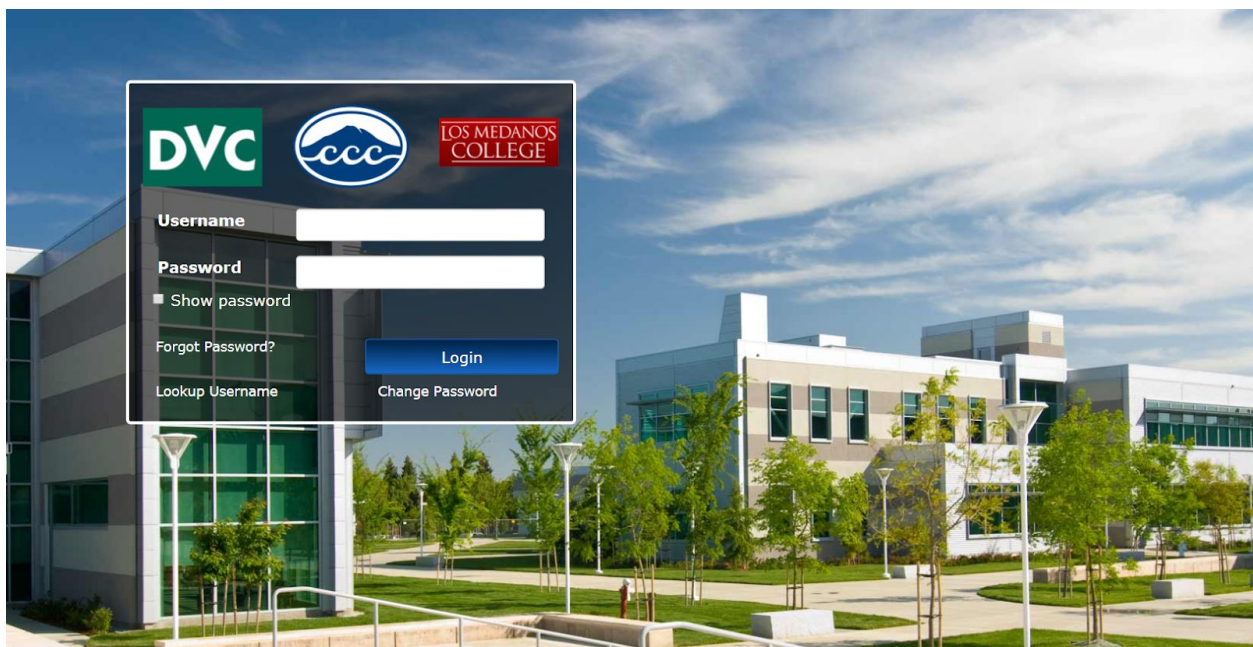 DVC
ccc
LOS MEDANOS
COLLEGE
Username
Password
Show password
Forgot Password?
Login
Lookup Username
Change Password